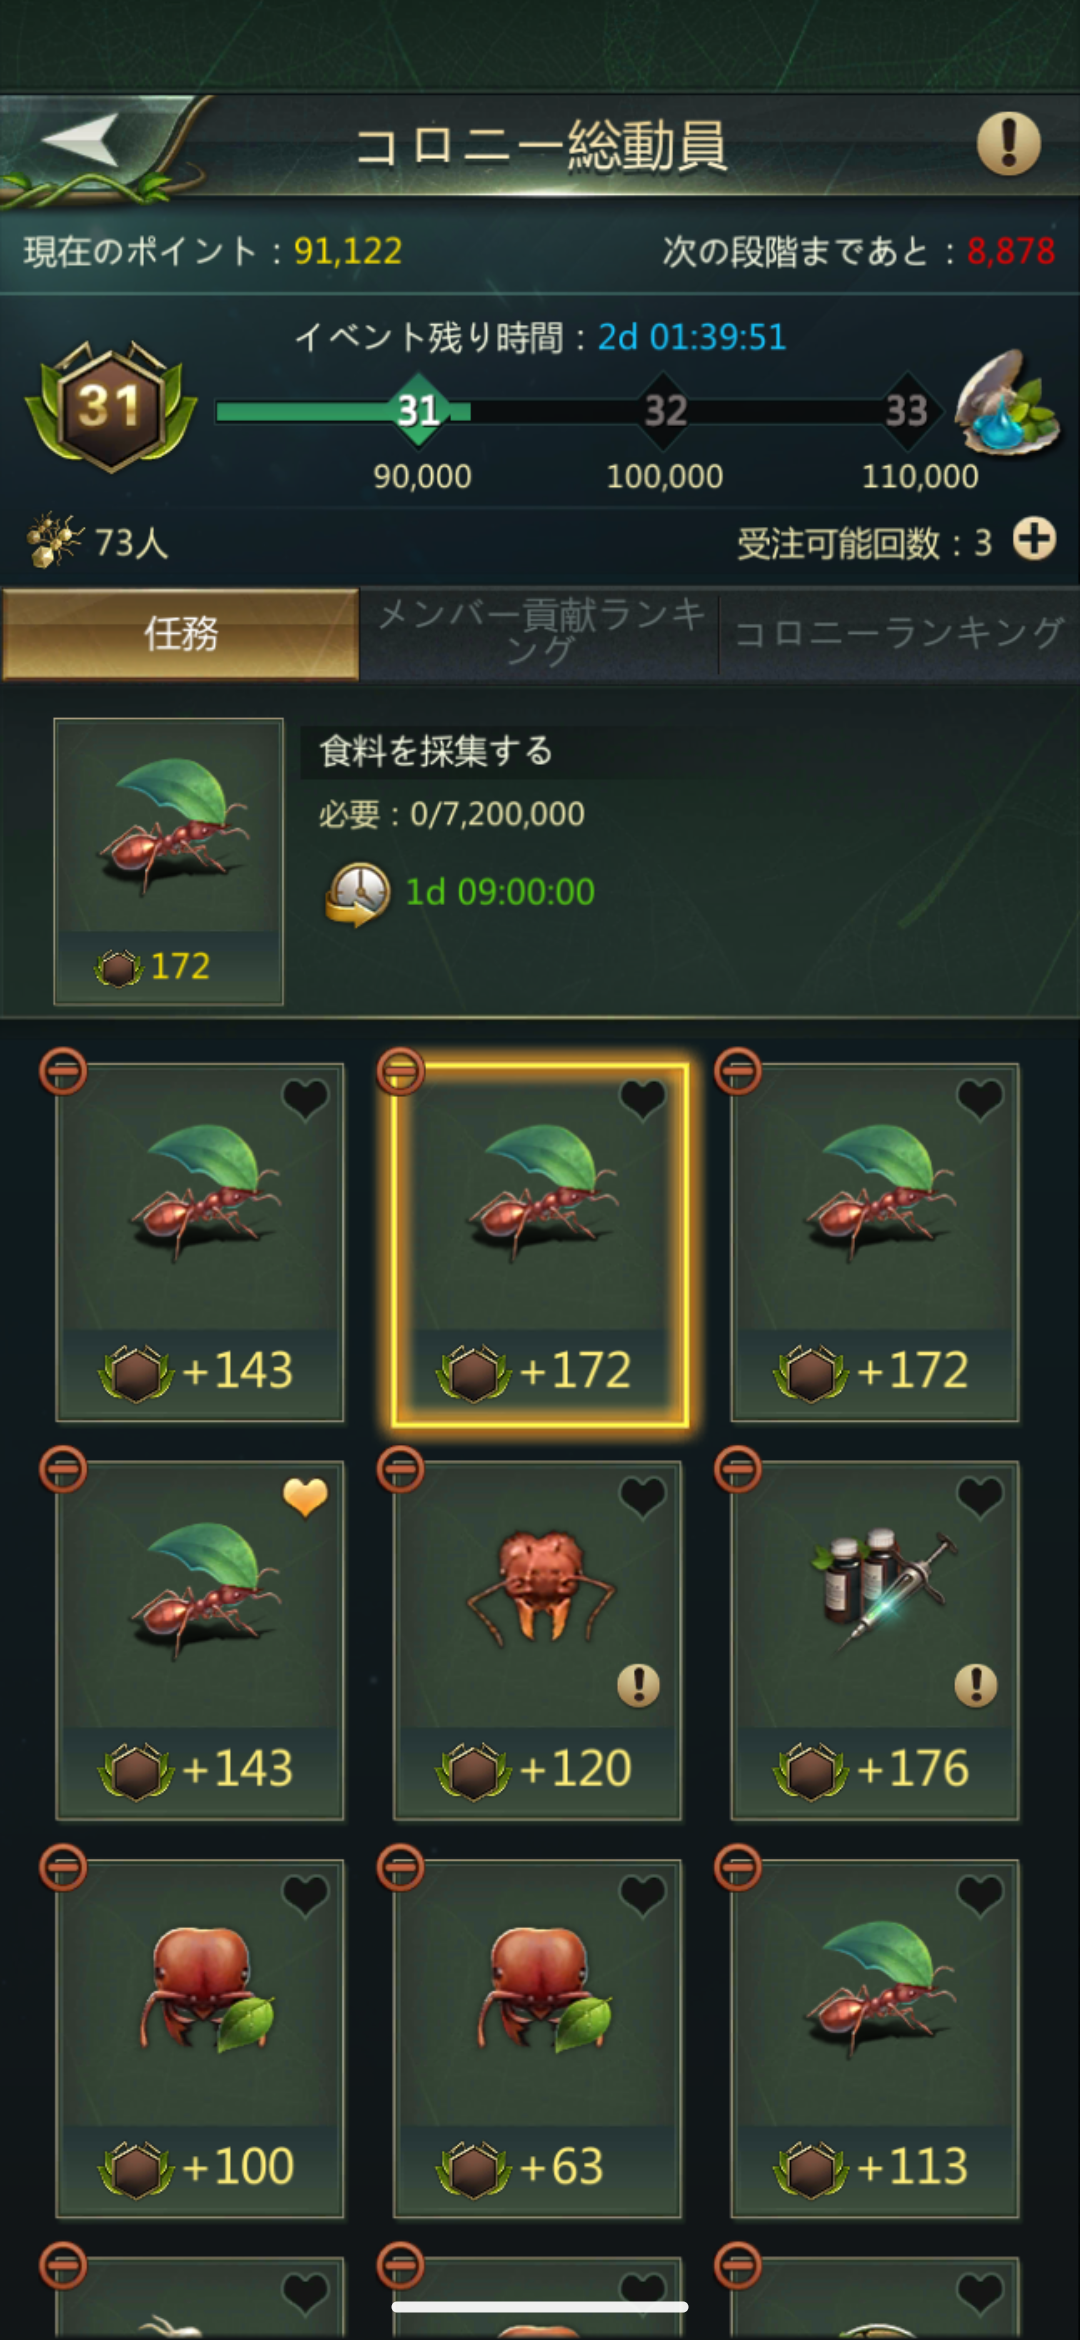 コロニー総動員
現在のポイント：91,122
次の段階まであと：8,878
イベント残り時間：2d 01:39:51
31
31
32
33
90,000
100,000
110,000
73人
受注可能回数：3
任務
メンバー貢献ランキ
ング
コロニーランキング
食料を採集する
必要：0/7,200,000
1d 09:00:00
172
+143
+172
+172
+143
+120
+176
+100
+63
+113